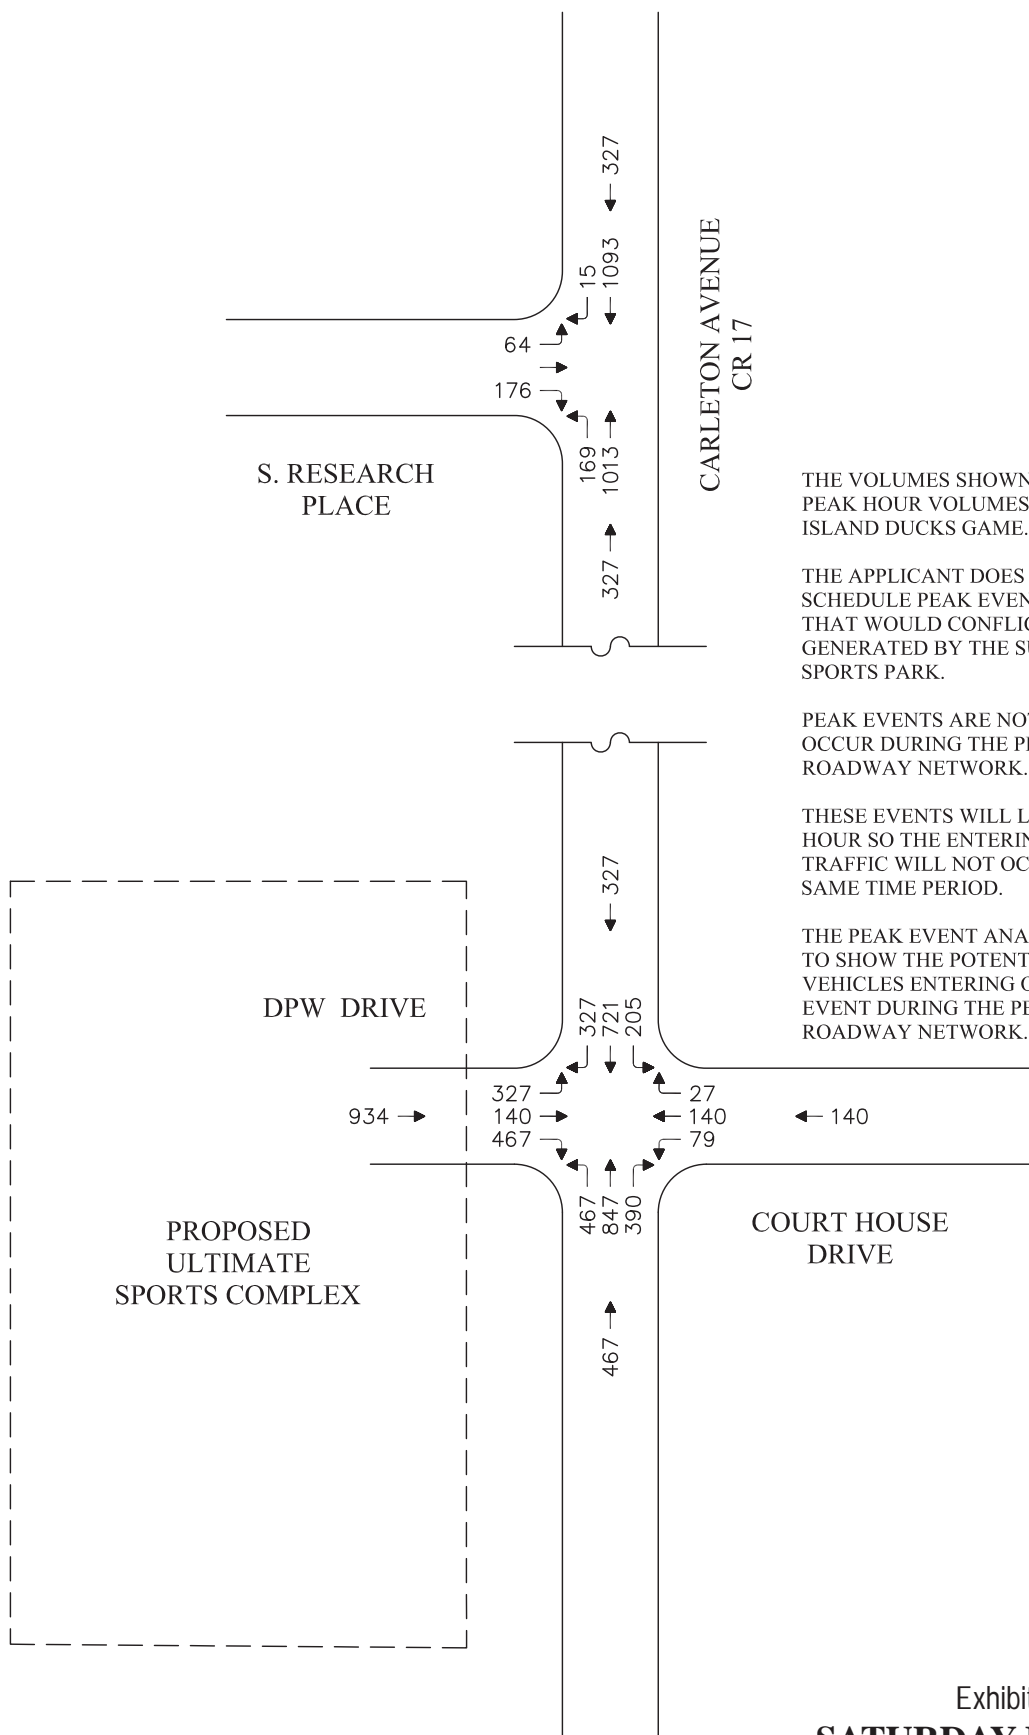 327
15
1093
64
176
169
1013
327
CARLETON AVENUE
CR 17
S. RESEARCH
PLACE
THE VOLUMES SHOWN
PEAK HOUR VOLUMES
ISLAND DUCKS GAME.
THE APPLICANT DOES
SCHEDULE PEAK EVEN
THAT WOULD CONFLIC
GENERATED BY THE SU
SPORTS PARK.
PEAK EVENTS ARE NOT
OCCUR DURING THE PE
ROADWAY NETWORK.
THESE EVENTS WILL L
HOUR SO THE ENTERIN
TRAFFIC WILL NOT OC
SAME TIME PERIOD.
THE PEAK EVENT ANA
TO SHOW THE POTENT
VEHICLES ENTERING O
EVENT DURING THE PE
ROADWAY NETWORK.
327
DPW DRIVE
327
721
205
327
140
467
934
27
140
79
140
467
847
390
467
COURT HOUSE
DRIVE
PROPOSED
ULTIMATE
SPORTS COMPLEX
Exhibit
SATURDAY